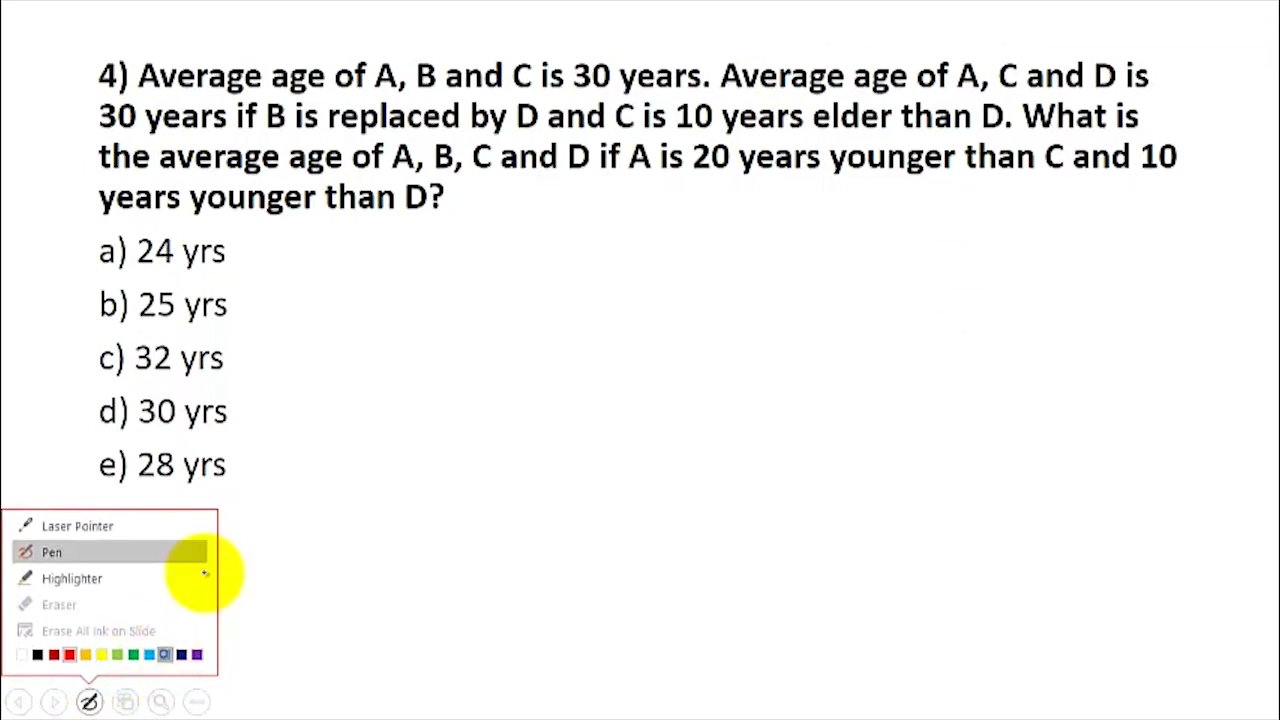 4) Average age of A, B and C is 30 years. Average age of A, C and D is
30 years if B is replaced by D and C is 10 years elder than D. What is
the average age of A, B, C and D if A is 20 years younger than C and 10
years younger than D?
a) 24 yrs
b) 25 yrs
c) 32 yrs
d) 30 yrs
e) 28 yrs
Laser Pointer
Pen
Highlighter
Eraser
Erase All Ink on Slide